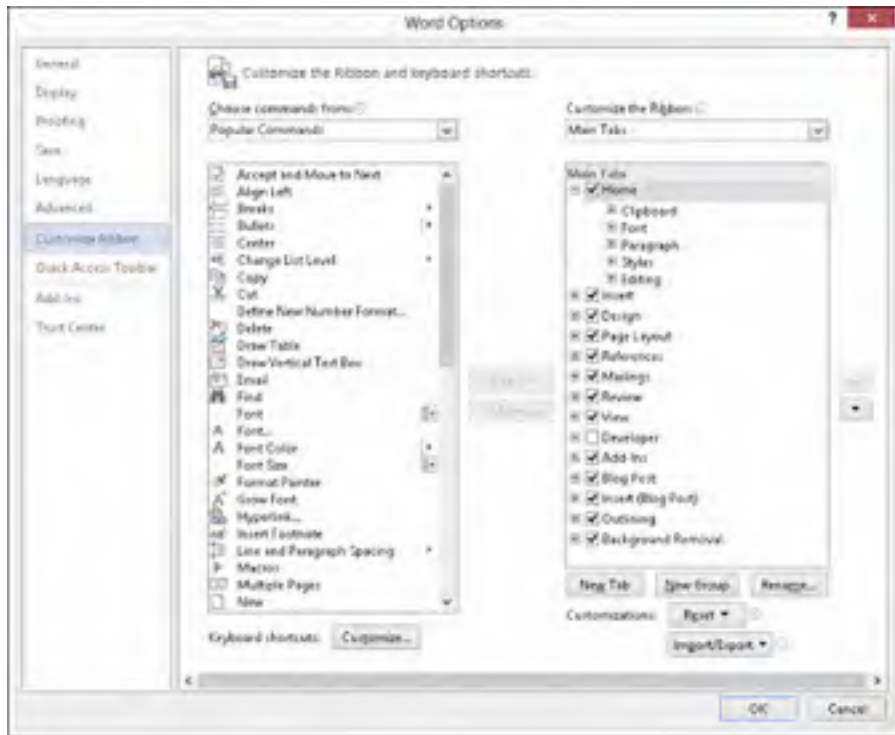 Word Options
?
General
Display
Proofing
Save
Language
Advanced
Customize Ribbon
Quick Access Toolbar
Add-Ins
Trust Center
Customize the Ribbon and keyboard shortcuts.
Choose commands from:
Popular Commands
Accept and Move to Next
Align Left
Breaks
Bullets
Center
Change List Level
Copy
Cut
Define New Number Format...
Delete
Draw Table
Draw Vertical Text Box
Email
Find
Font
Font...
Font Color
Font Size
Format Painter
Grow Font
Hyperlink...
Insert Footnote
Line and Paragraph Spacing
Macros
Multiple Pages
New
Keyboard shortcuts: Customize...
Customize the Ribbon:
Main Tabs
Main Tabs
Home
Clipboard
Font
Paragraph
Styles
Editing
Insert
Design
Page Layout
References
Mailings
Review
View
Developer
Add-Ins
Blog Post
Insert (Blog Post)
Outlining
Background Removal
New Tab New Group Rename...
Customizations: Reset
Import/Export
OK Cancel